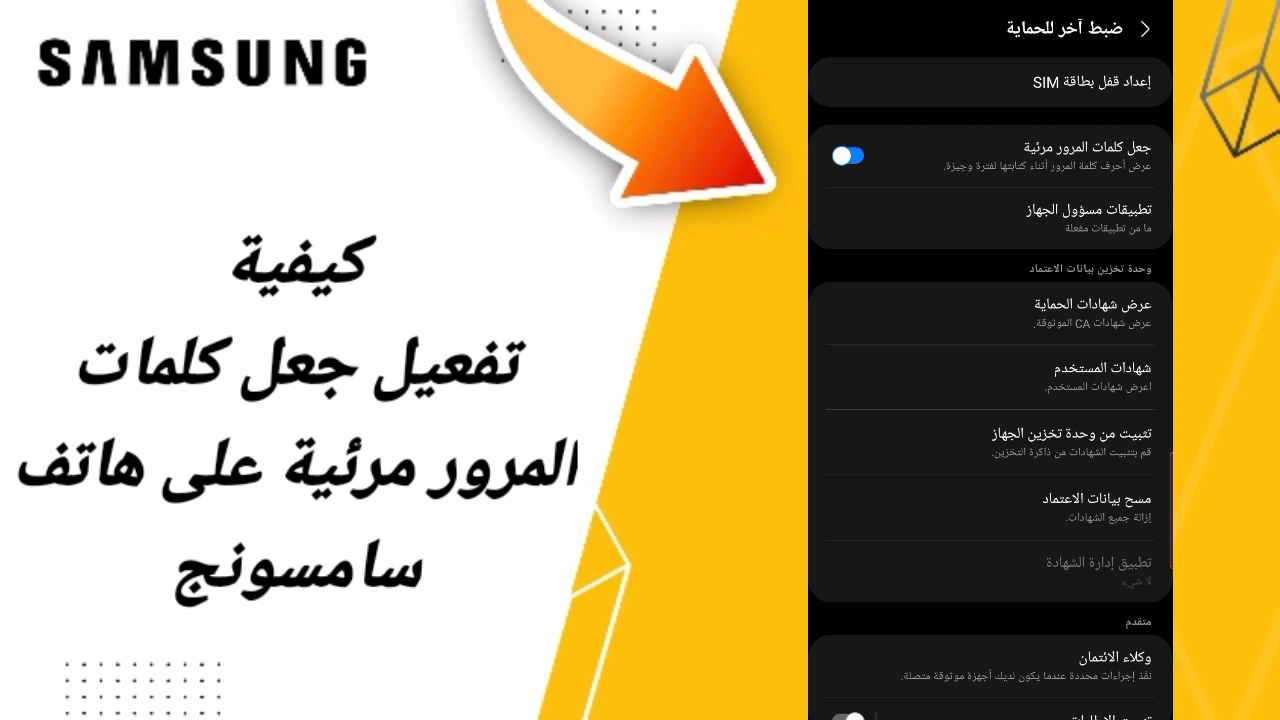 SAMSUNG
كيفية
تفعيل جعل كلمات
المرور مرئية على هاتف
سامسونج
ضبط آخر للحماية
إعداد قفل بطاقة SIM
جعل كلمات المرور مرئية
عرض أحرف كلمة المرور أثناء كتابتها لفترة وجيزة.
تطبيقات مسؤول الجهاز
ما من تطبيقات مفعلة
وحدة تخزين بيانات الاعتماد
عرض شهادات الحماية
عرض شهادات CA الموثوقة.
شهادات المستخدم
اعرض شهادات المستخدم.
تثبيت من وحدة تخزين الجهاز
قم بتثبيت الشهادات من ذاكرة التخزين.
مسح بيانات الاعتماد
إزالة جميع الشهادات.
تطبيق إدارة الشهادة
لا شيء
متقدم
وكلاء الائتمان
نفّذ إجراءات محددة عندما يكون لديك أجهزة موثوقة متصلة.